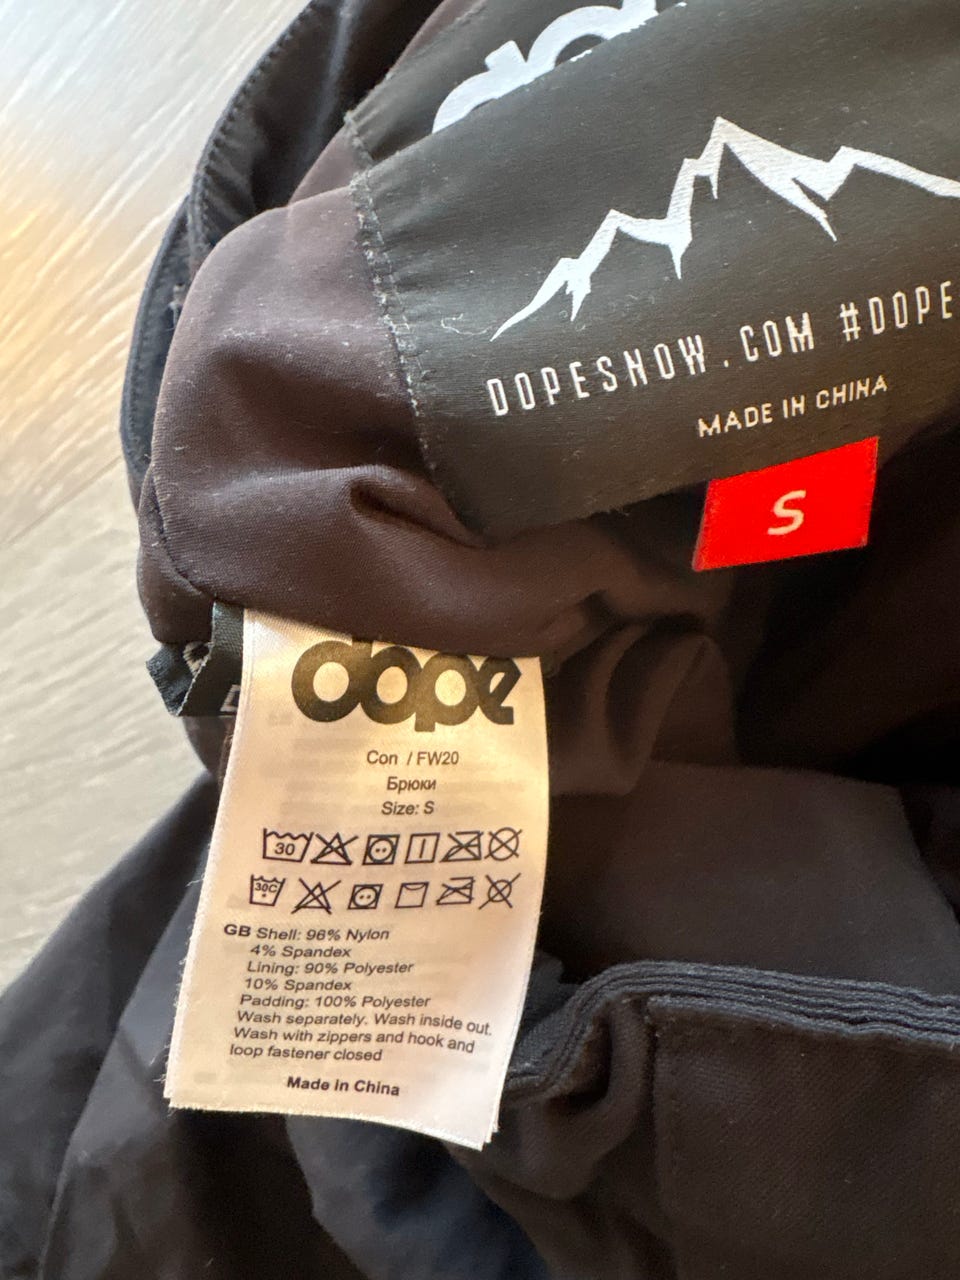 DOPESNOW.COM #DOPE
MADE IN CHINA
S
dope
Con / FW20
Брюки
Size: S
30
30C
GB Shell: 96% Nylon
4% Spandex
Lining: 90% Polyester
10% Spandex
Padding: 100% Polyester
Wash separately. Wash inside out.
Wash with zippers and hook and
loop fastener closed
Made in China